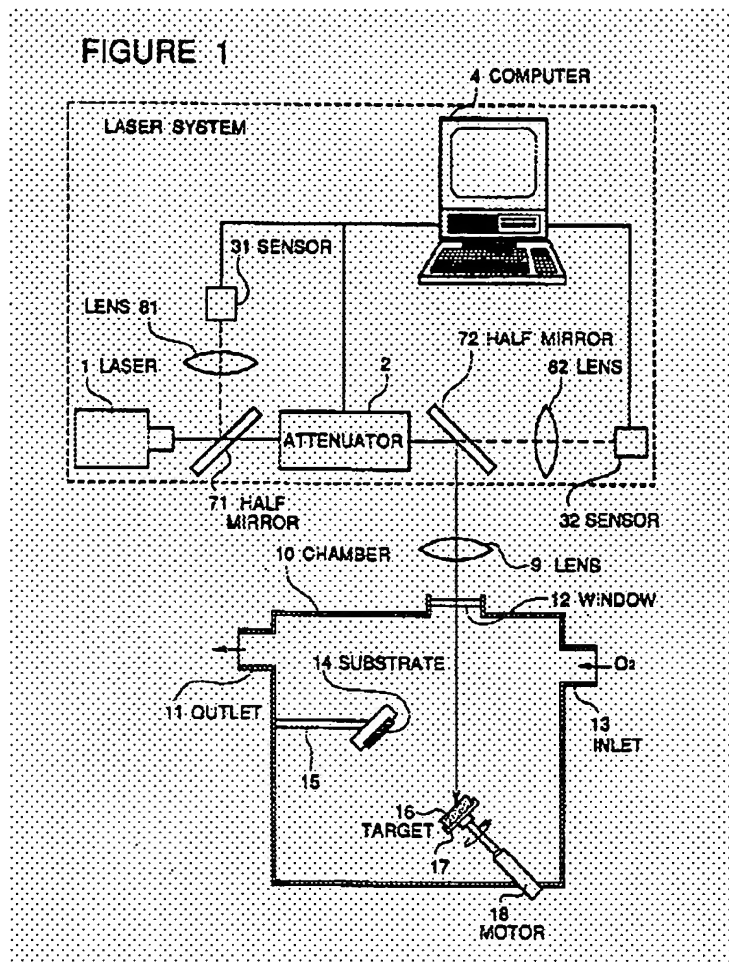 FIGURE 1
4 COMPUTER
LASER SYSTEM
31 SENSOR
LENS 81
72 HALF MIRROR
1 LASER
2
82 LENS
ATTENUATOR
71 HALF
MIRROR
32 SENSOR
10 CHAMBER
9 LENS
12 WINDOW
14 SUBSTRATE
O₂
11 OUTLET
13
INLET
15
16
TARGET
17
18
MOTOR